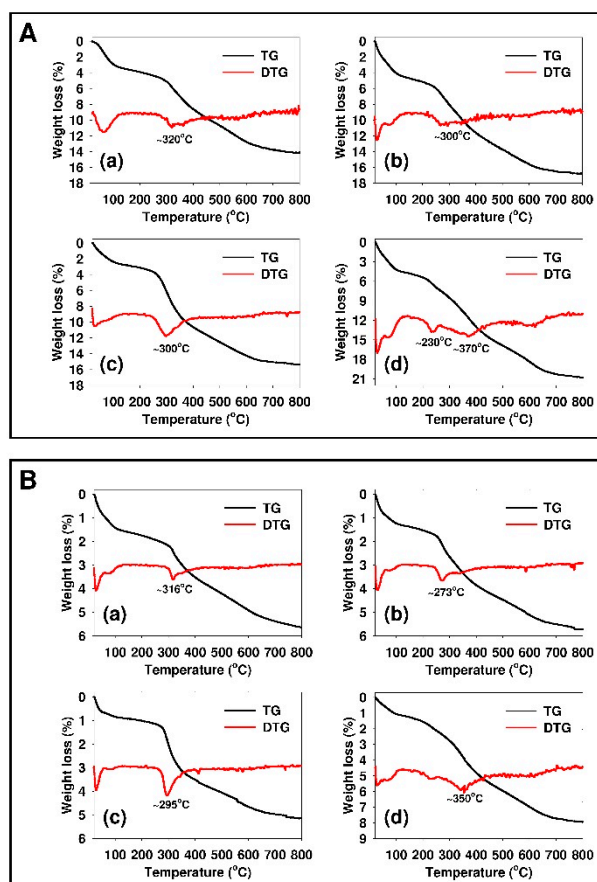 A
0
2
4
6
8
10
12
14
16
18
Weight loss (%)
TG
DTG
(a)
~320°C
100 200 300 400 500 600 700 800
Temperature (°C)
0
2
4
6
8
10
12
14
16
18
Weight loss (%)
TG
DTG
(b)
~300°C
100 200 300 400 500 600 700 800
Temperature (°C)
0
2
4
6
8
10
12
14
16
18
Weight loss (%)
TG
DTG
(c)
~300°C
100 200 300 400 500 600 700 800
Temperature (°C)
0
3
6
9
12
15
18
21
Weight loss (%)
TG
DTG
(d)
~230°C
~370°C
100 200 300 400 500 600 700 800
Temperature (°C)
B
0
1
2
3
4
5
6
Weight loss (%)
TG
DTG
(a)
~316°C
100 200 300 400 500 600 700 800
Temperature (°C)
0
1
2
3
4
5
6
Weight loss (%)
TG
DTG
(b)
~273°C
100 200 300 400 500 600 700 800
Temperature (°C)
0
1
2
3
4
5
6
Weight loss (%)
TG
DTG
(c)
~295°C
100 200 300 400 500 600 700 800
Temperature (°C)
0
1
2
3
4
5
6
7
8
9
Weight loss (%)
TG
DTG
(d)
~350°C
100 200 300 400 500 600 700 800
Temperature (°C)